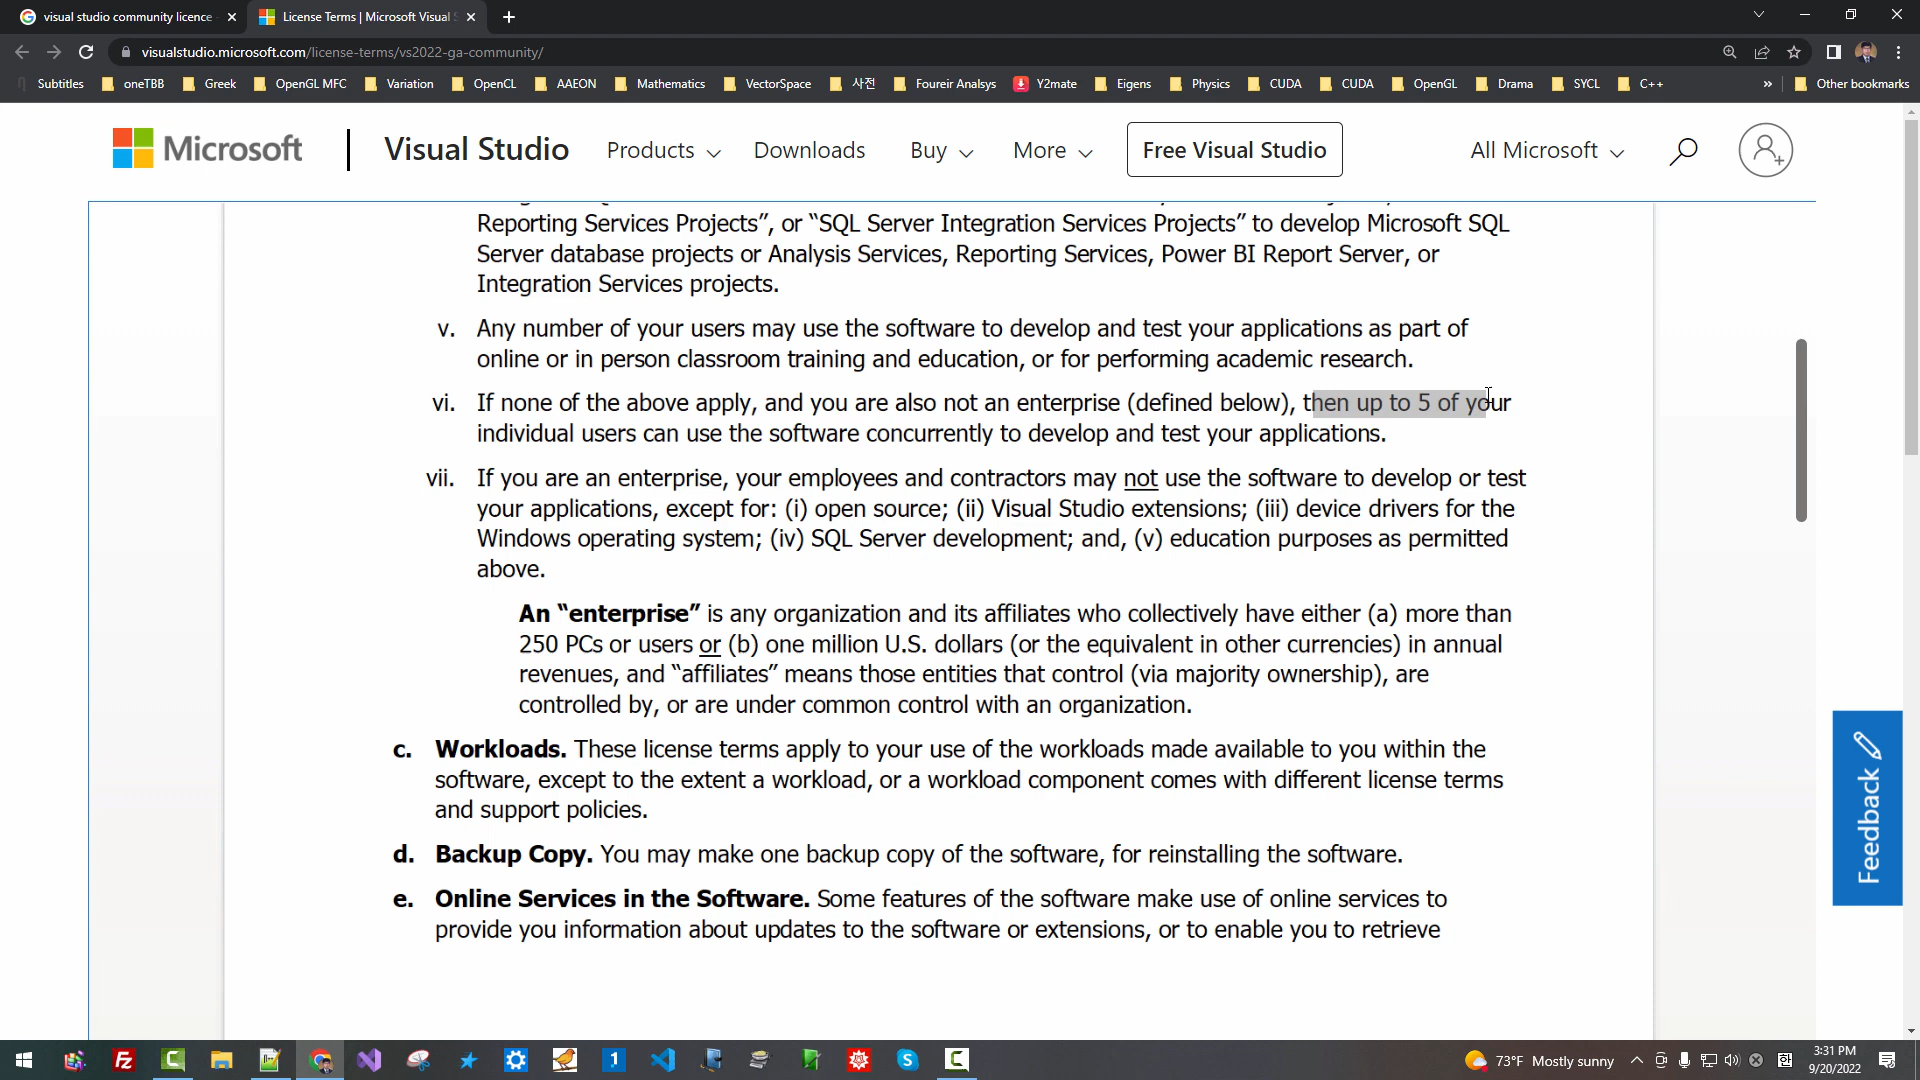 visual studio community licence
License Terms | Microsoft Visual S
visualstudio.microsoft.com/license-terms/vs2022-ga-community/
Subtitles oneTBB Greek OpenGL MFC Variation OpenCL AAEON Mathematics VectorSpace 사전 Foureir Analsys Y2mate Eigens Physics CUDA CUDA OpenGL Drama SYCL C++ » Other bookmarks
Microsoft Visual Studio Products Downloads Buy More Free Visual Studio All Microsoft
Reporting Services Projects”, or “SQL Server Integration Services Projects” to develop Microsoft SQL
Server database projects or Analysis Services, Reporting Services, Power BI Report Server, or
Integration Services projects.
v. Any number of your users may use the software to develop and test your applications as part of
online or in person classroom training and education, or for performing academic research.
vi. If none of the above apply, and you are also not an enterprise (defined below), then up to 5 of your
individual users can use the software concurrently to develop and test your applications.
vii. If you are an enterprise, your employees and contractors may not use the software to develop or test
your applications, except for: (i) open source; (ii) Visual Studio extensions; (iii) device drivers for the
Windows operating system; (iv) SQL Server development; and, (v) education purposes as permitted
above.
An “enterprise” is any organization and its affiliates who collectively have either (a) more than
250 PCs or users or (b) one million U.S. dollars (or the equivalent in other currencies) in annual
revenues, and “affiliates” means those entities that control (via majority ownership), are
controlled by, or are under common control with an organization.
c. Workloads. These license terms apply to your use of the workloads made available to you within the
software, except to the extent a workload, or a workload component comes with different license terms
and support policies.
d. Backup Copy. You may make one backup copy of the software, for reinstalling the software.
e. Online Services in the Software. Some features of the software make use of online services to
provide you information about updates to the software or extensions, or to enable you to retrieve
Feedback
73°F Mostly sunny
3:31 PM
9/20/2022